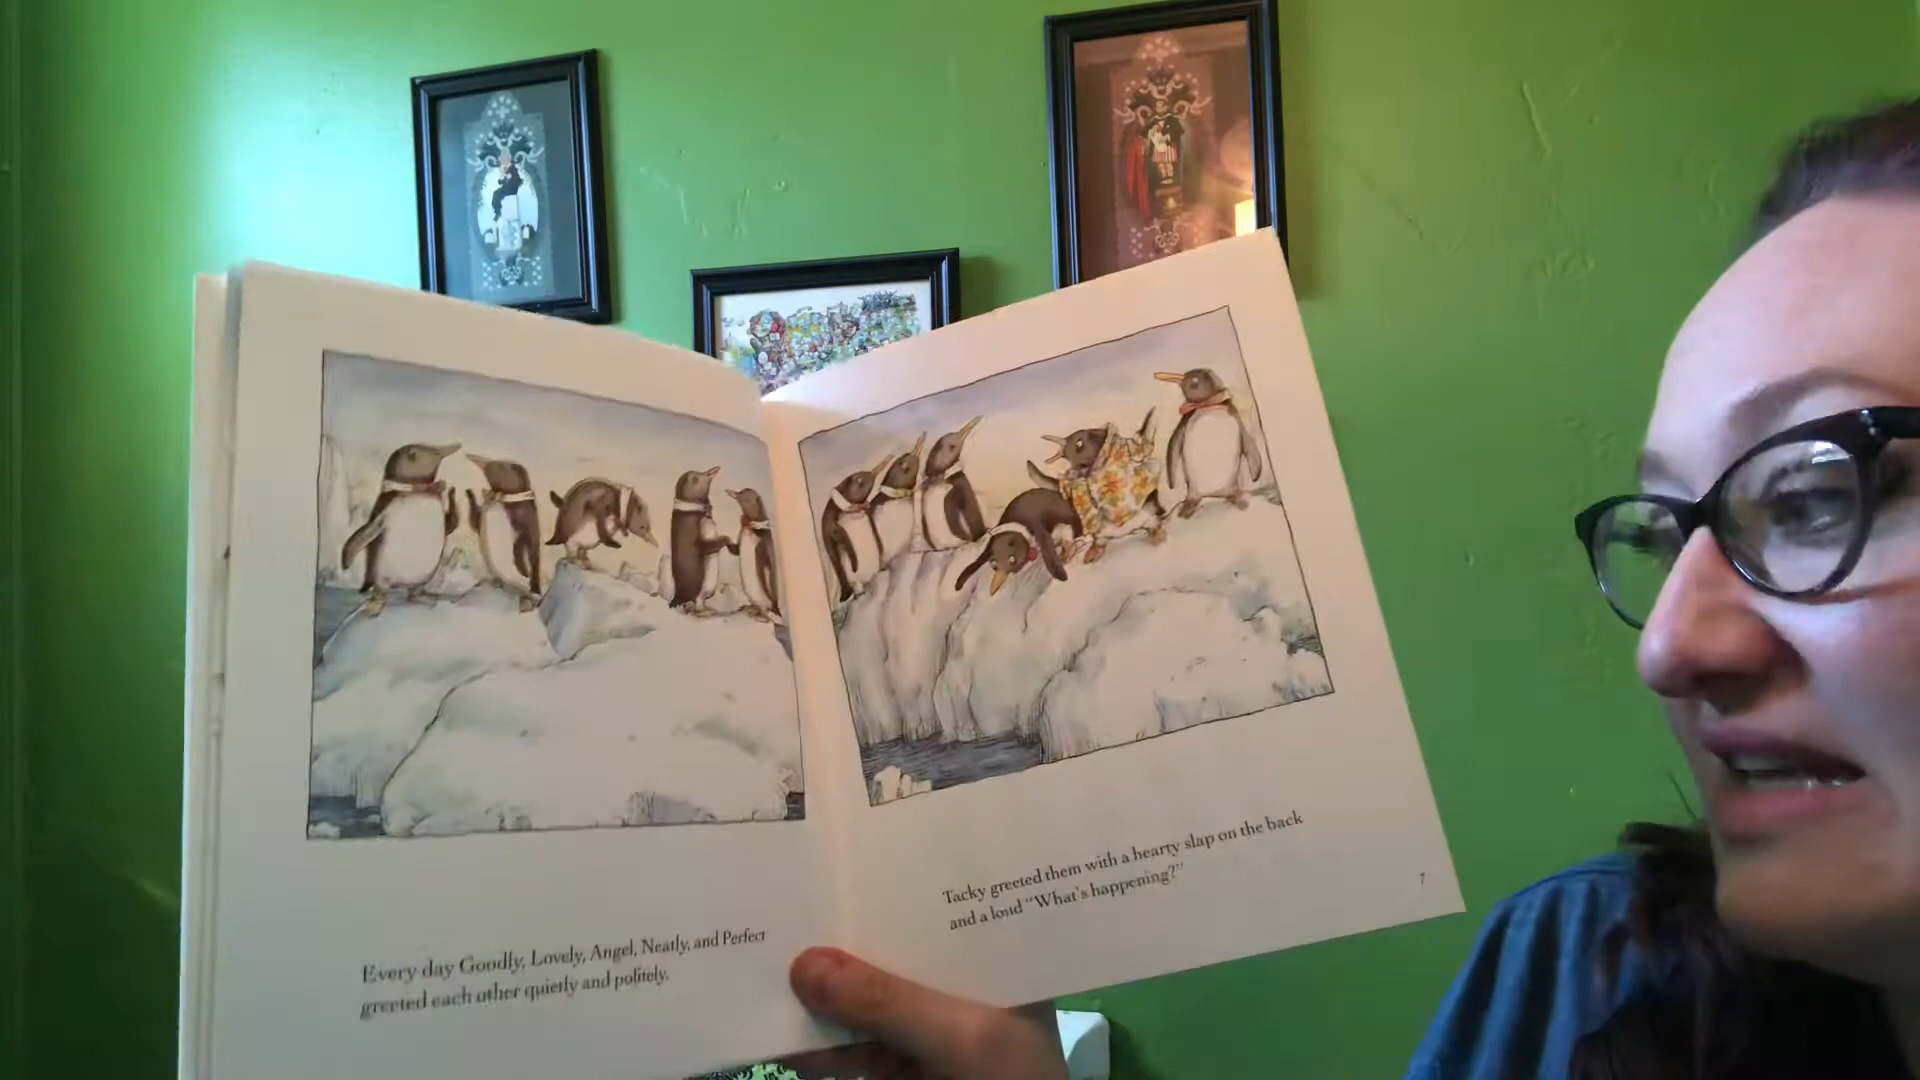 Every day Goodly, Lovely, Angel, Neatly, and Perfect
greeted each other quietly and politely.
Tacky greeted them with a hearty slap on the back
and a loud “What's happening?”
7